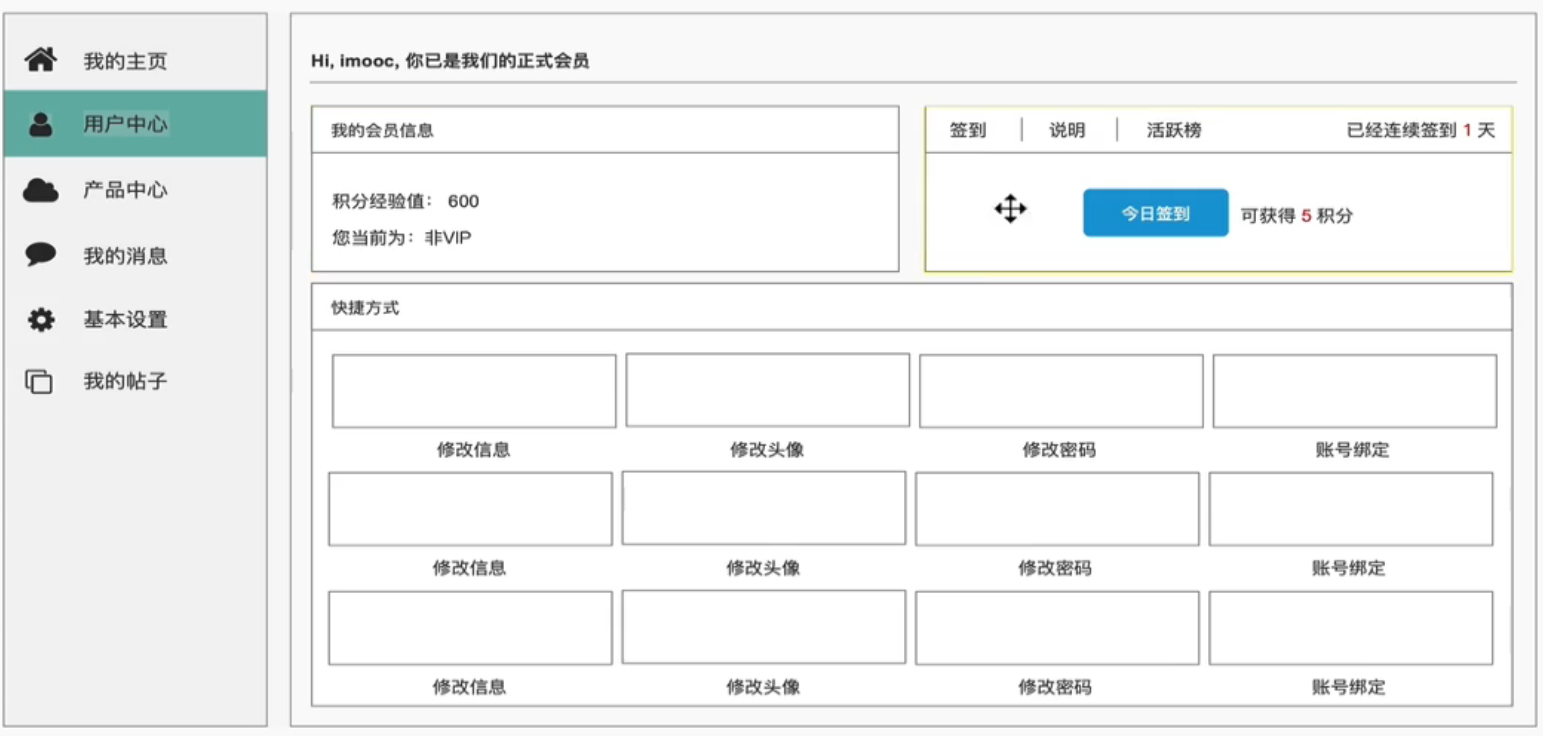 我的主页
用户中心
产品中心
我的消息
基本设置
我的帖子
Hi, imooc, 你已是我们的正式会员
我的会员信息
积分经验值： 600
您当前为：非VIP
签到 | 说明 | 活跃榜 已经连续签到 1 天
今日签到 可获得 5 积分
快捷方式
修改信息 修改头像 修改密码 账号绑定
修改信息 修改头像 修改密码 账号绑定
修改信息 修改头像 修改密码 账号绑定